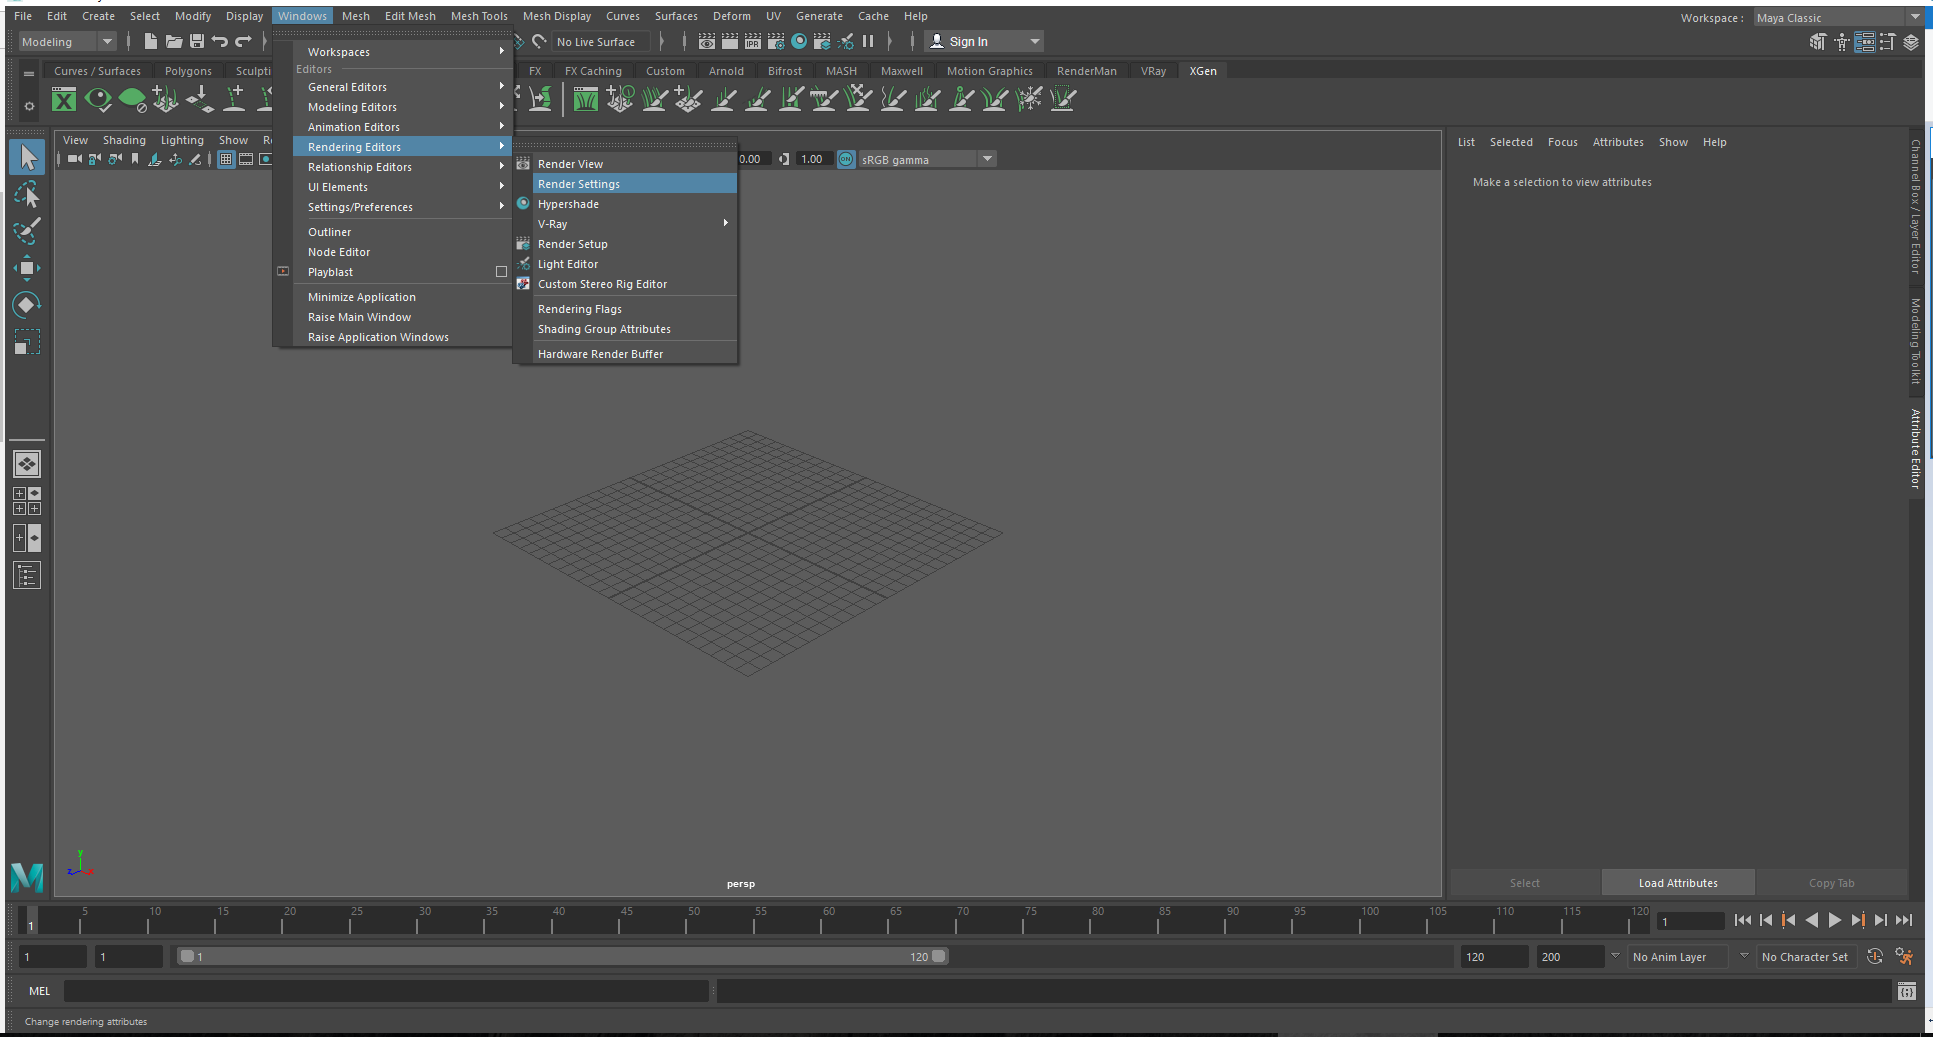 File Edit Create Select Modify Display Windows Mesh Edit Mesh Mesh Tools Mesh Display Curves Surfaces Deform UV Generate Cache Help Workspace : Maya Classic
Modeling No Live Surface IPR Sign In
Curves / Surfaces Polygons Sculpti FX FX Caching Custom Arnold Bifrost MASH Maxwell Motion Graphics RenderMan VRay XGen
Workspaces
Editors
General Editors
Modeling Editors
Animation Editors
Rendering Editors
Relationship Editors
UI Elements
Settings/Preferences
Outliner
Node Editor
Playblast
Minimize Application
Raise Main Window
Raise Application Windows
View Shading Lighting Show Re
0.00 1.00 ON sRGB gamma
Render View
Render Settings
Hypershade
V-Ray
Render Setup
Light Editor
Custom Stereo Rig Editor
Rendering Flags
Shading Group Attributes
Hardware Render Buffer
List Selected Focus Attributes Show Help
Make a selection to view attributes
Channel Box / Layer Editor
Modeling Toolkit
Attribute Editor
y
z x
persp
Select Load Attributes Copy Tab
1 5 10 15 20 25 30 35 40 45 50 55 60 65 70 75 80 85 90 95 100 105 110 115 120 1
1 1 1 120 120 200 No Anim Layer No Character Set
MEL
Change rendering attributes